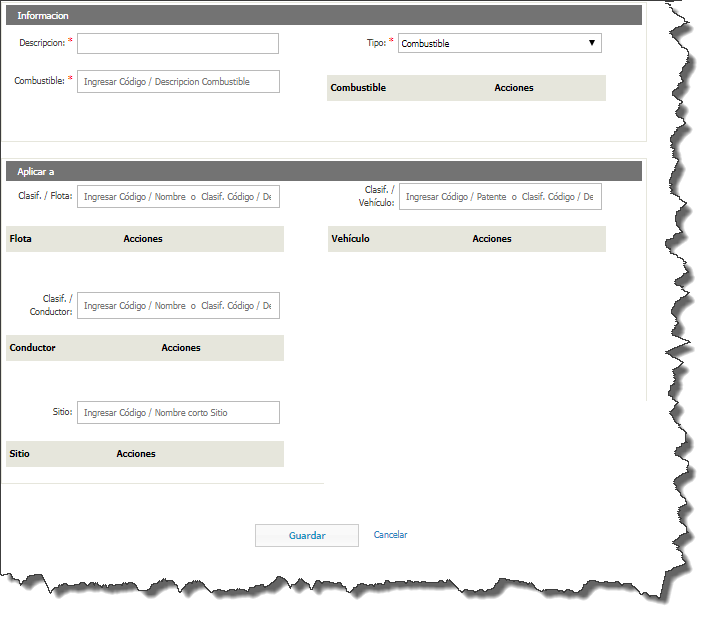 Informacion
Descripcion: *
Tipo: * Combustible
Combustible: * Ingresar Código / Descripcion Combustible
Combustible Acciones
Aplicar a
Clasif. / Flota: Ingresar Código / Nombre o Clasif. Código / De
Clasif. /
Vehículo: Ingresar Código / Patente o Clasif. Código / De
Flota Acciones
Vehículo Acciones
Clasif. /
Conductor: Ingresar Código / Nombre o Clasif. Código / De
Conductor Acciones
Sitio: Ingresar Código / Nombre corto Sitio
Sitio Acciones
Guardar Cancelar